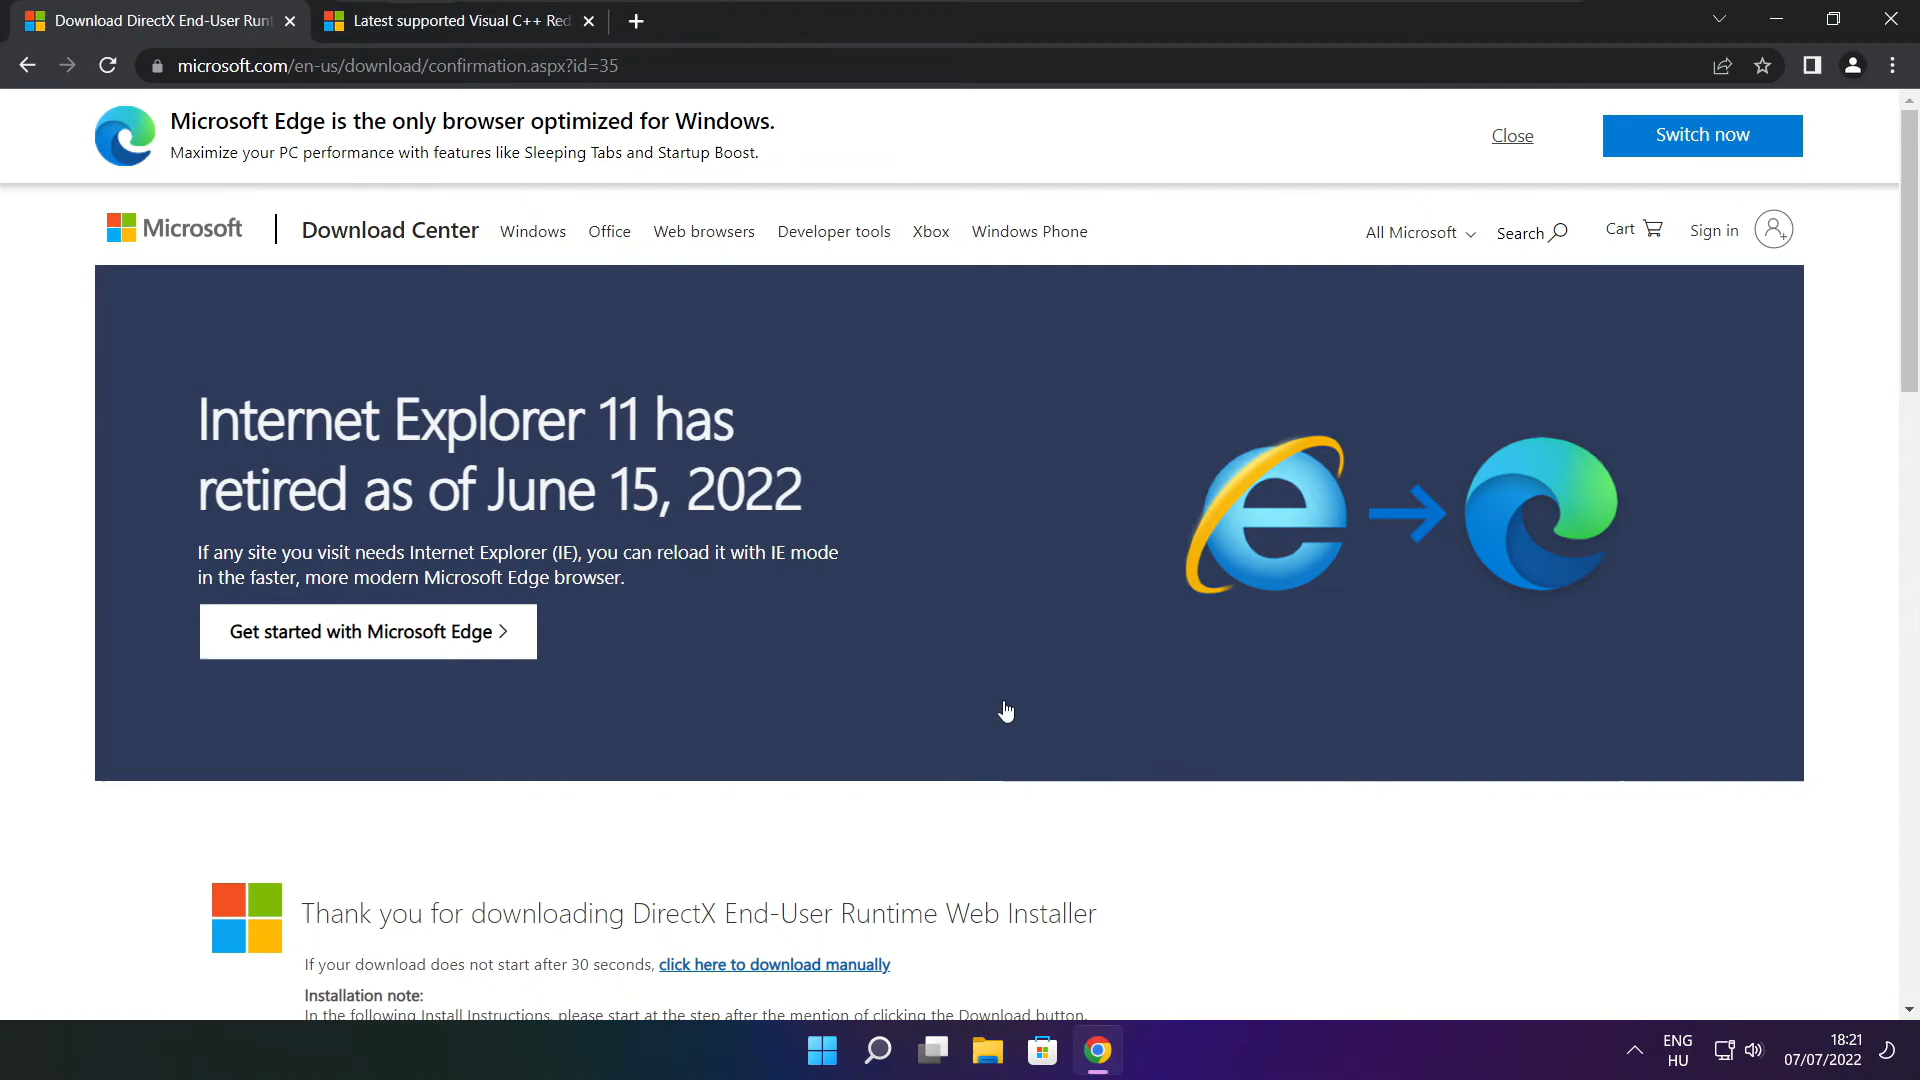 Download DirectX End-User Runt
Latest supported Visual C++ Red
microsoft.com/en-us/download/confirmation.aspx?id=35
Microsoft Edge is the only browser optimized for Windows.
Maximize your PC performance with features like Sleeping Tabs and Startup Boost.
Close
Switch now
Microsoft
Download Center
Windows
Office
Web browsers
Developer tools
Xbox
Windows Phone
All Microsoft
Search
Cart
Sign in
Internet Explorer 11 has
retired as of June 15, 2022
If any site you visit needs Internet Explorer (IE), you can reload it with IE mode
in the faster, more modern Microsoft Edge browser.
Get started with Microsoft Edge >
Thank you for downloading DirectX End-User Runtime Web Installer
If your download does not start after 30 seconds, click here to download manually
Installation note:
In the following Install Instructions, please start at the step after the mention of clicking the Download button.
ENG
HU
18:21
07/07/2022